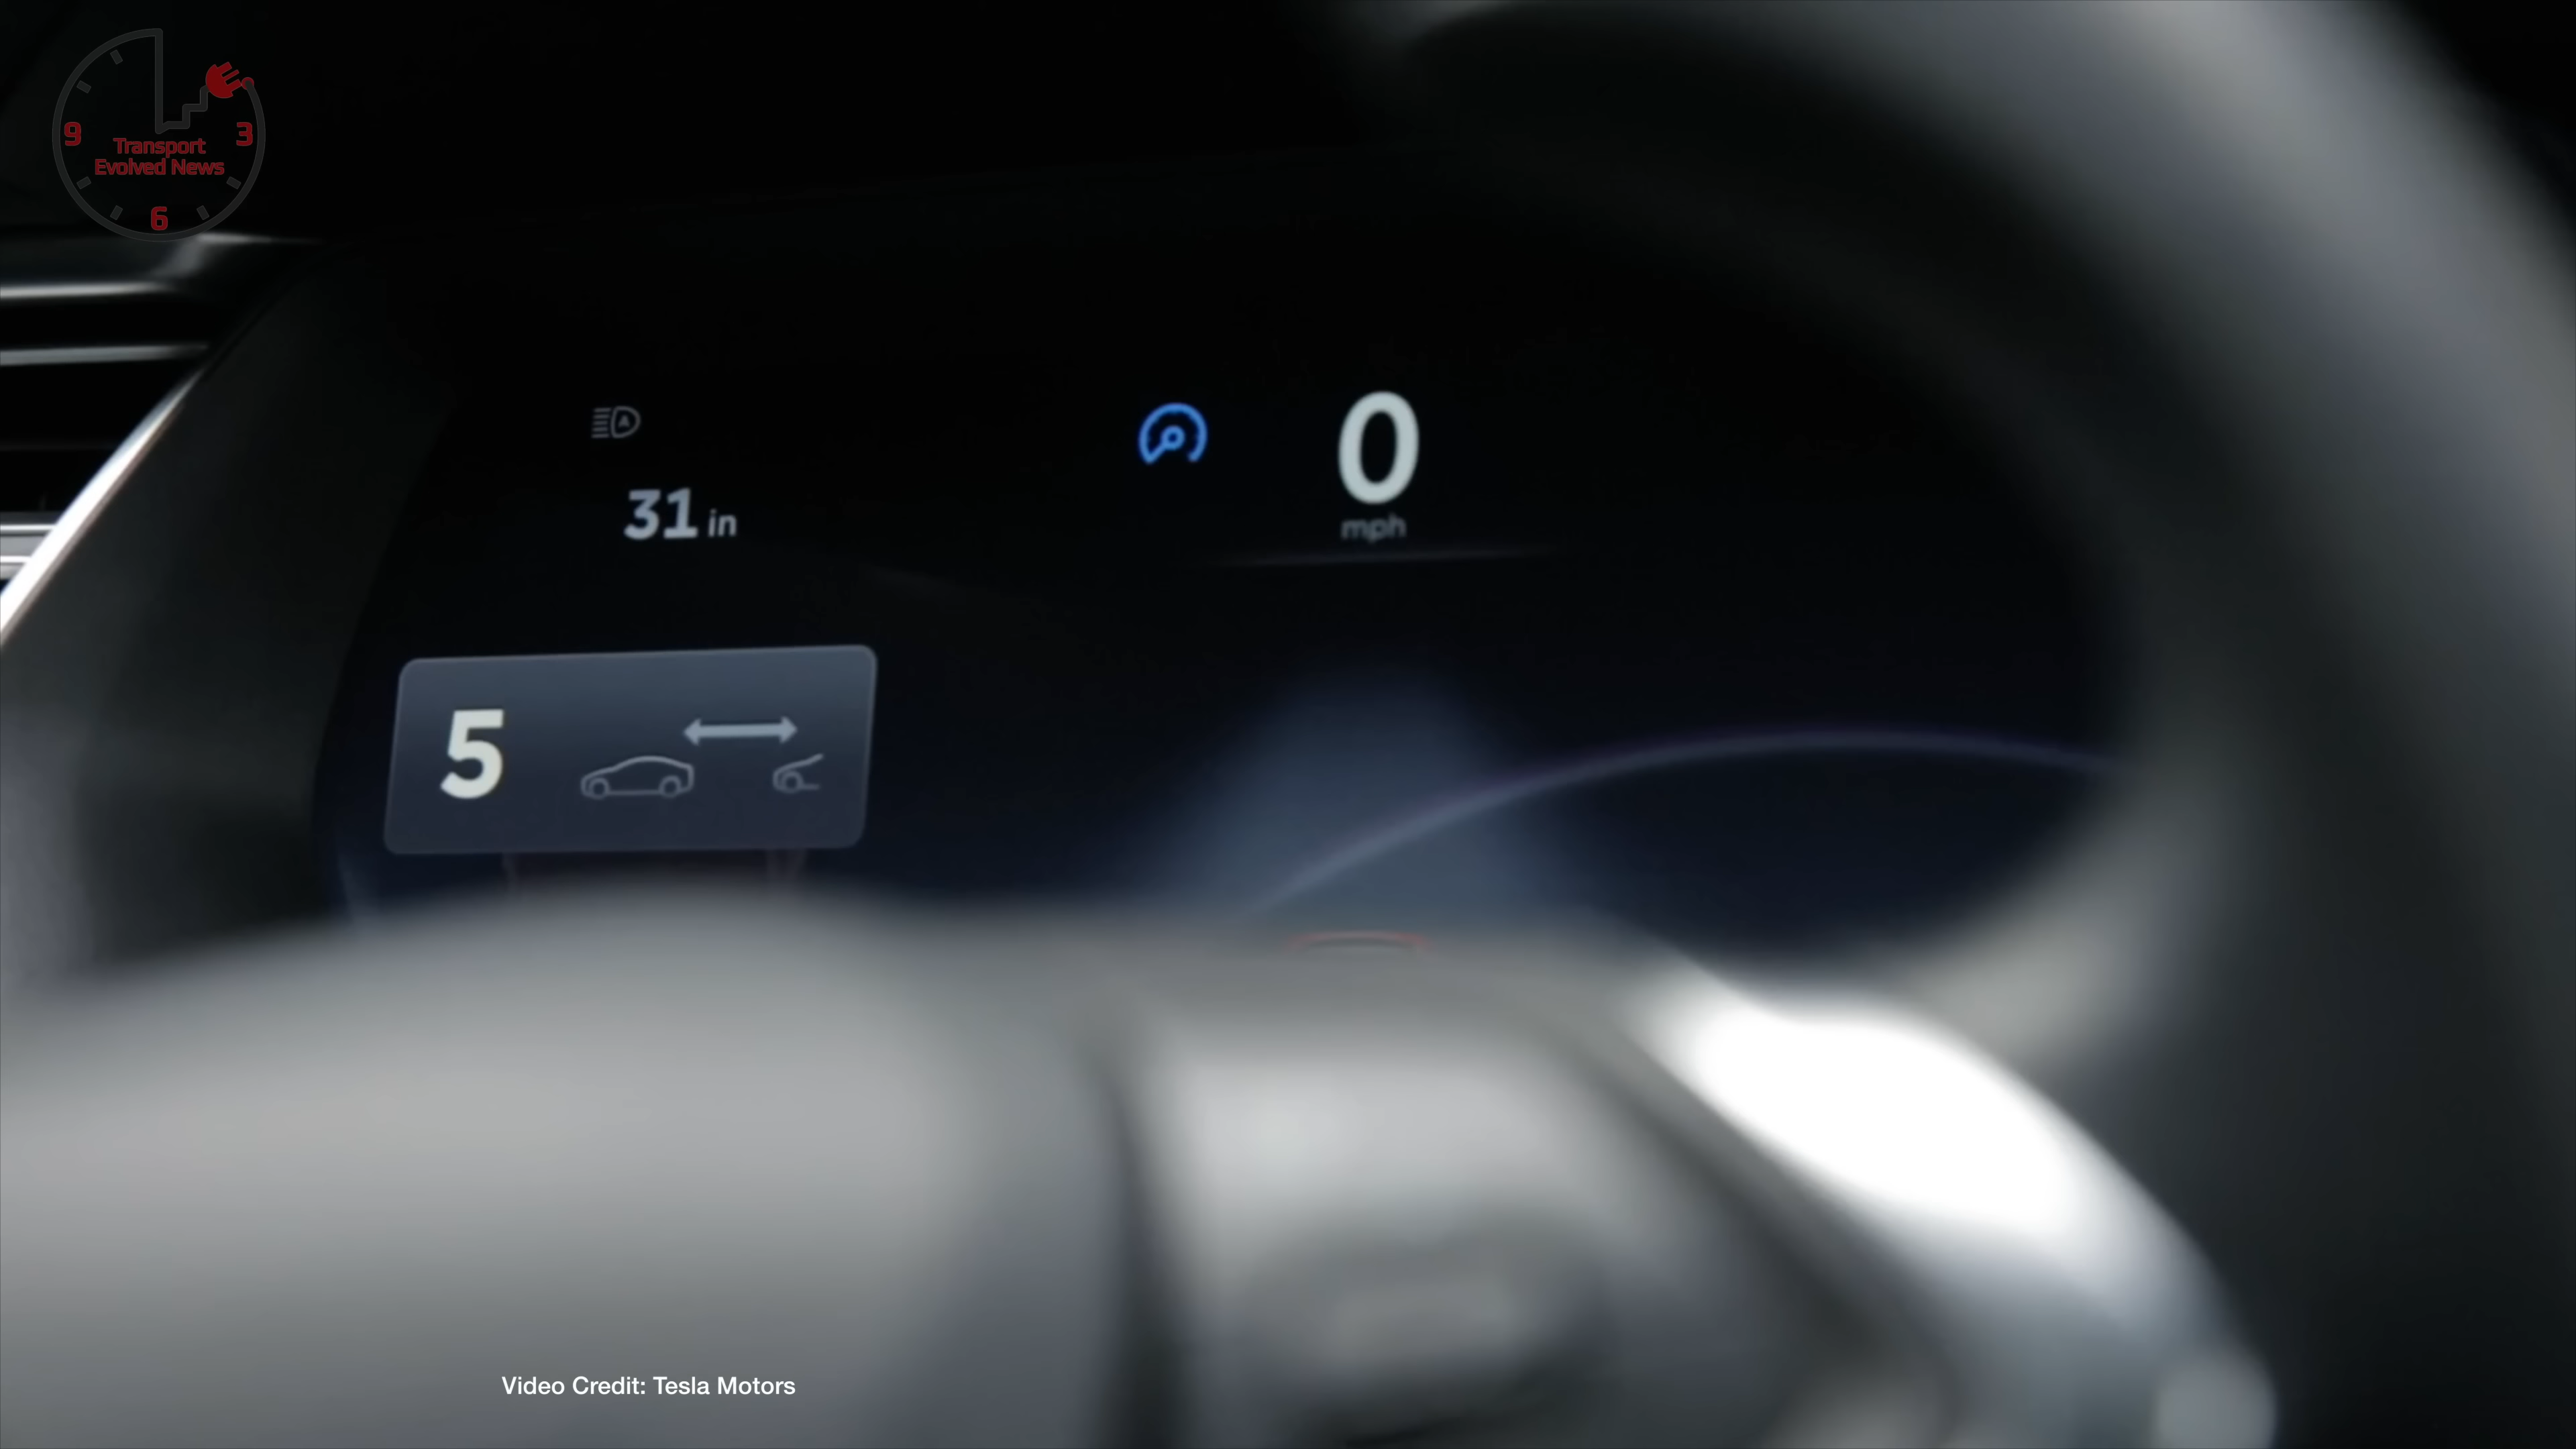 9
3
Transport
Evolved News
6
A
31 in
0
mph
5
Video Credit: Tesla Motors